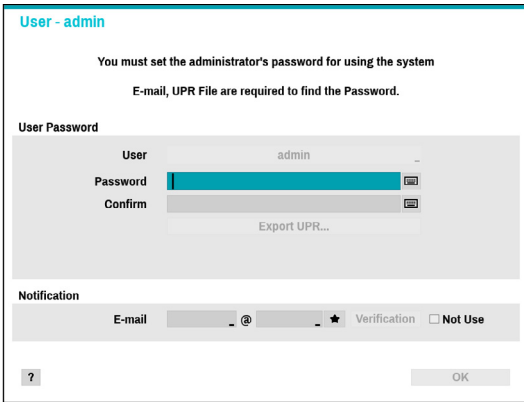 User - admin
You must set the administrator's password for using the system
E-mail, UPR File are required to find the Password.
User Password
User admin
Password
Confirm
Export UPR...
Notification
E-mail @ Verification Not Use
? OK